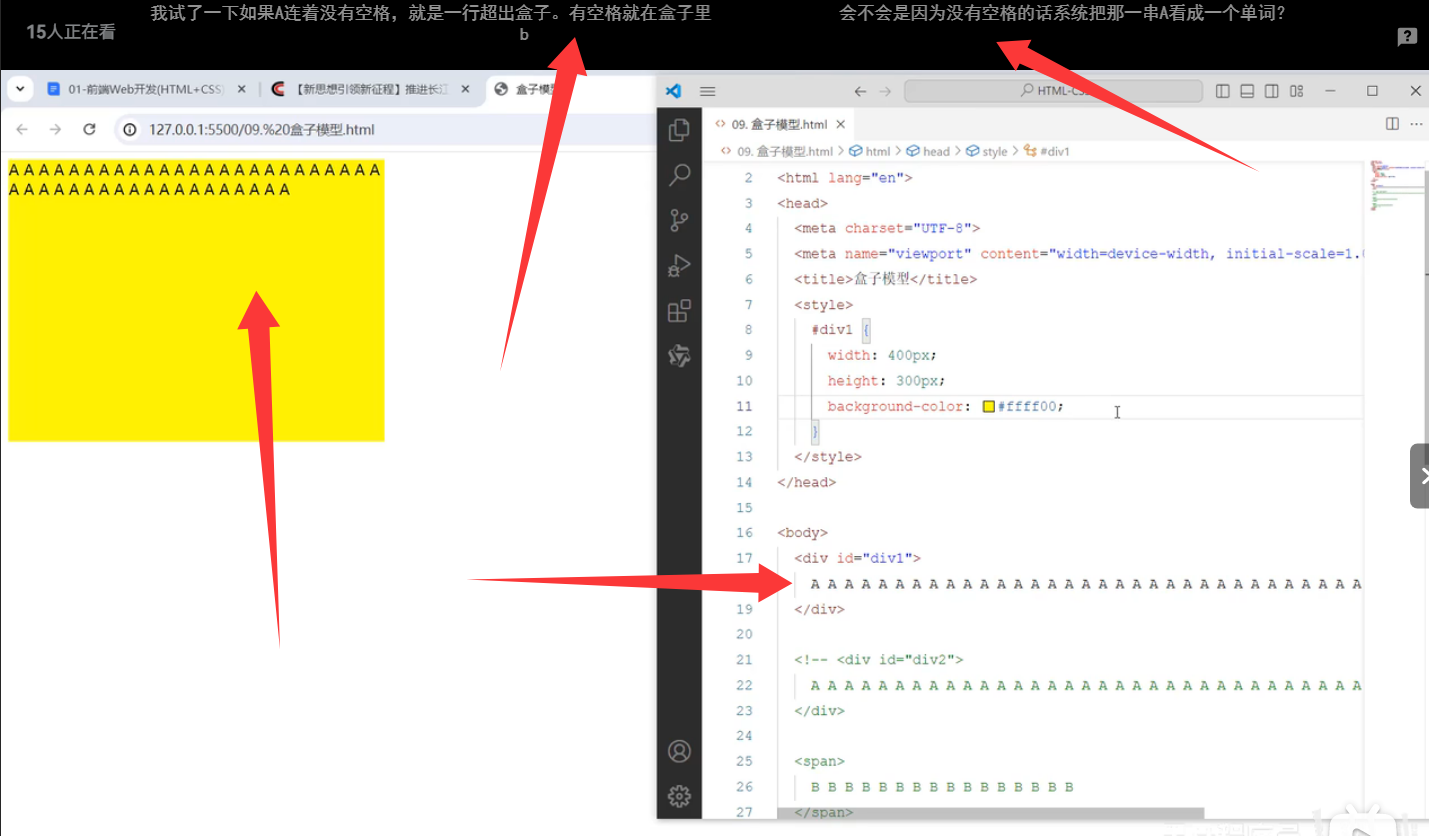 我试了一下如果A连着没有空格，就是一行超出盒子。有空格就在盒子里
b
会不会是因为没有空格的话系统把那一串A看成一个单词？
15人正在看
01-前端Web开发(HTML+CSS)
【新思想引领新征程】推进长江
盒子模
127.0.0.1:5500/09.%20盒子模型.html
A A A A A A A A A A A A A A A A A A A A A A A A A
A A A A A A A A A A A A A A A A A A A
HTML-CS
09. 盒子模型.html
09. 盒子模型.html > html > head > style > #div1
2 <html lang="en">
3 <head>
4 <meta charset="UTF-8">
5 <meta name="viewport" content="width=device-width, initial-scale=1.
6 <title>盒子模型</title>
7 <style>
8 #div1 {
9 width: 400px;
10 height: 300px;
11 background-color: #ffff00;
12 }
13 </style>
14 </head>
15
16 <body>
17 <div id="div1">
A A A A A A A A A A A A A A A A A A A A A A A A A A A A A A A A A
19 </div>
20
21 <!-- <div id="div2">
22 A A A A A A A A A A A A A A A A A A A A A A A A A A A A A A A A A
23 </div>
24
25 <span>
26 B B B B B B B B B B B B B B B B
27 </span>